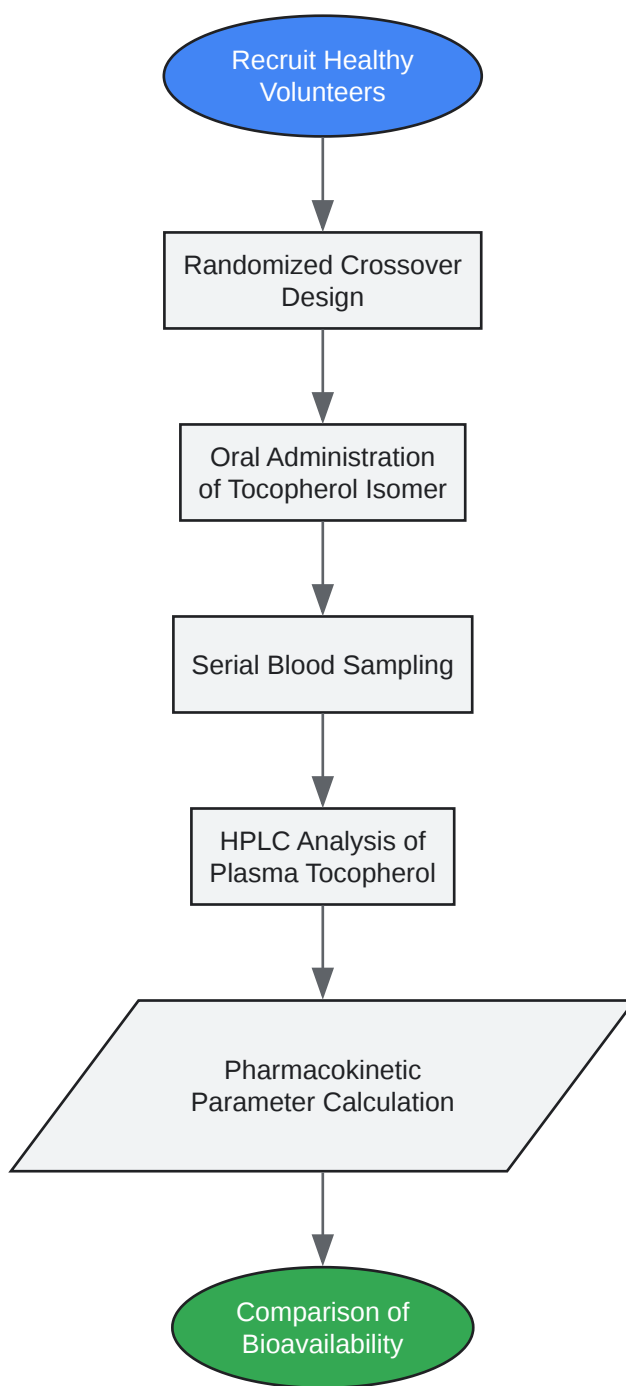 Recruit Healthy
Volunteers
Randomized Crossover
Design
Oral Administration
of Tocopherol Isomer
Serial Blood Sampling
HPLC Analysis of
Plasma Tocopherol
Pharmacokinetic
Parameter Calculation
Comparison of
Bioavailability